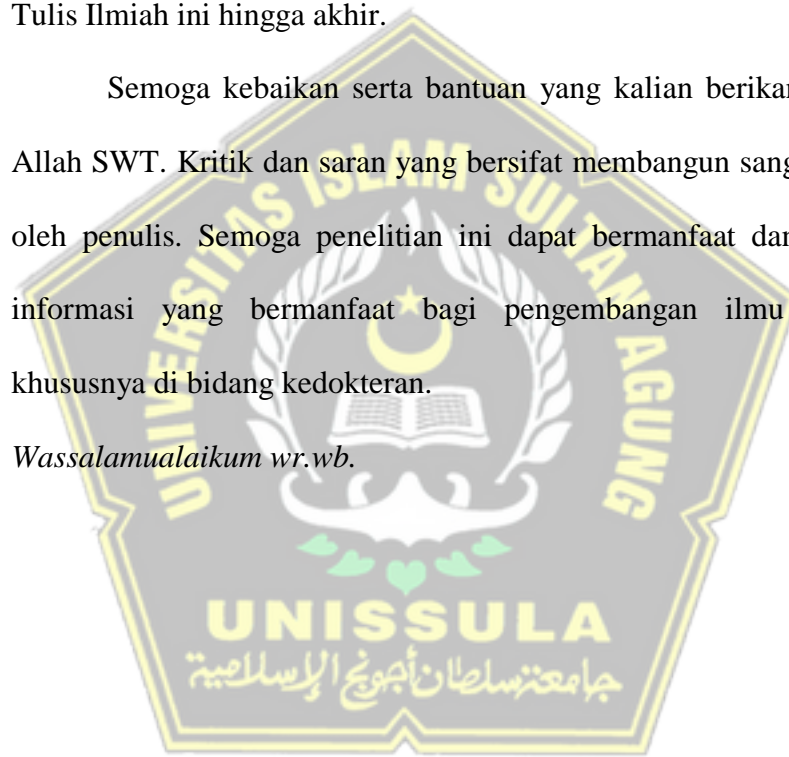 Tulis Ilmiah ini hingga akhir.
Semoga kebaikan serta bantuan yang kalian berikan
Allah SWT. Kritik dan saran yang bersifat membangun sang
oleh penulis. Semoga penelitian ini dapat bermanfaat dan
informasi yang bermanfaat bagi pengembangan ilmu
khususnya di bidang kedokteran.
Wassalamualaikum wr.wb.
UNIVERSITAS ISLAM SULTAN AGUNG
UNISSULA
جامعة سلطان أجونج الإسلامية